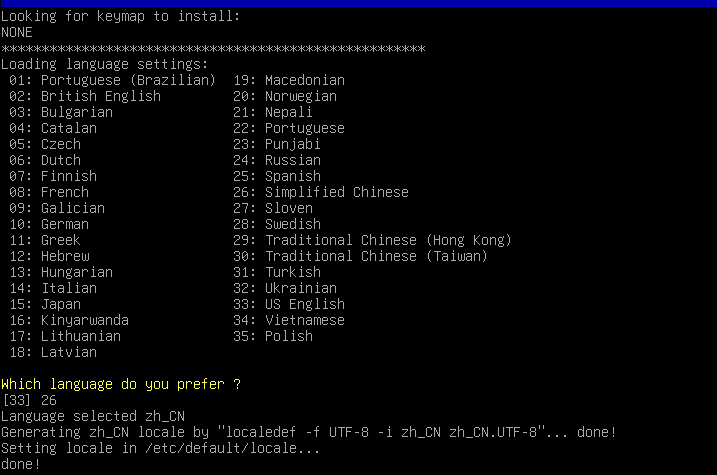 Looking for keymap to install:
NONE
*****************************************************
Loading language settings:
01: Portuguese (Brazilian) 19: Macedonian
02: British English 20: Norwegian
03: Bulgarian 21: Nepali
04: Catalan 22: Portuguese
05: Czech 23: Punjabi
06: Dutch 24: Russian
07: Finnish 25: Spanish
08: French 26: Simplified Chinese
09: Galician 27: Sloven
10: German 28: Swedish
11: Greek 29: Traditional Chinese (Hong Kong)
12: Hebrew 30: Traditional Chinese (Taiwan)
13: Hungarian 31: Turkish
14: Italian 32: Ukrainian
15: Japan 33: US English
16: Kinyarwanda 34: Vietnamese
17: Lithuanian 35: Polish
18: Latvian
Which language do you prefer ?
[33] 26
Language selected zh_CN
Generating zh_CN locale by "localedef -f UTF-8 -i zh_CN zh_CN.UTF-8"... done!
Setting locale in /etc/default/locale...
done!